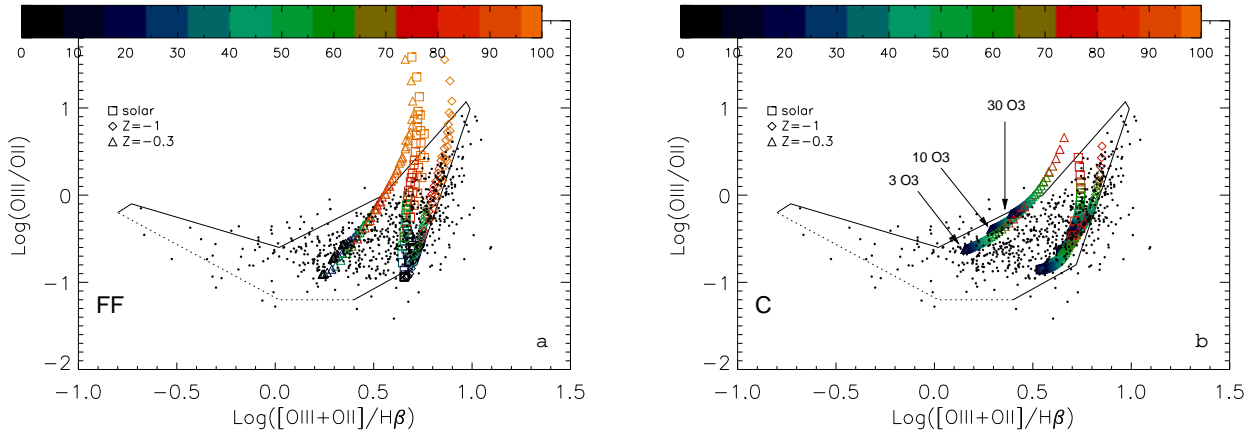 0 10 20 30 40 50 60 70 80 90 100
1
0
−1
−2
Log(OIII/OII)
□ solar
◇ Z=−1
△ Z=−0.3
FF
a
−1.0 −0.5 0.0 0.5 1.0 1.5
Log([OIII+OII]/Hβ)
0 10 20 30 40 50 60 70 80 90 100
1
0
−1
−2
Log(OIII/OII)
□ solar
◇ Z=−1
△ Z=−0.3
30 O3
10 O3
3 O3
C
b
−1.0 −0.5 0.0 0.5 1.0 1.5
Log([OIII+OII]/Hβ)